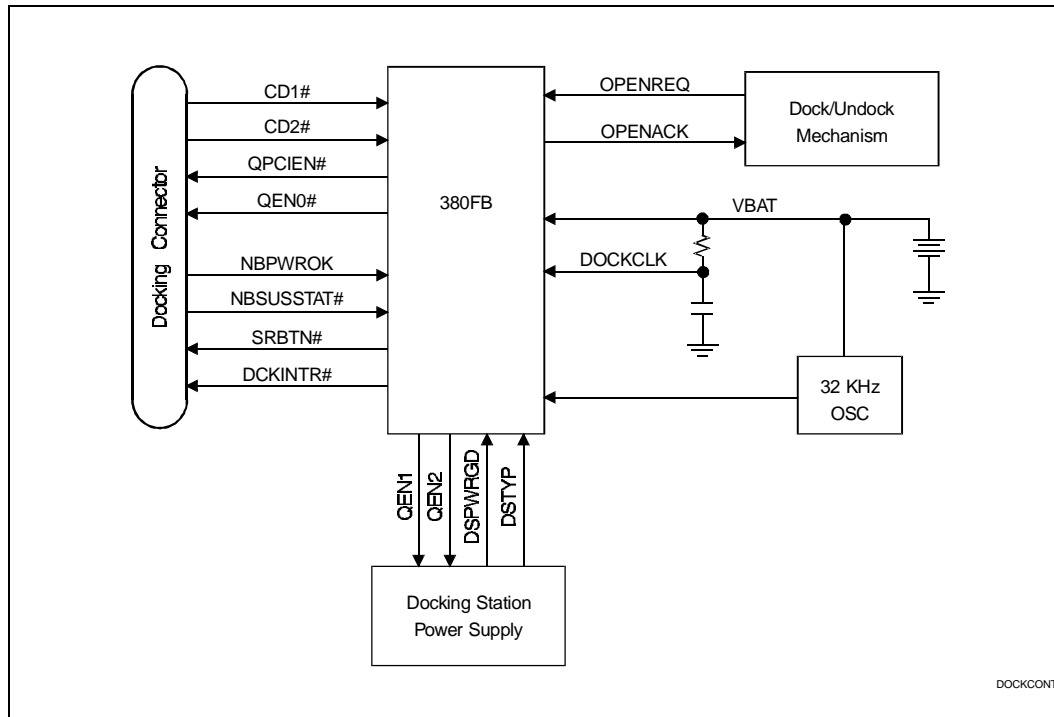 Docking Connector
CD1#
CD2#
QPCIEN#
QEN0#
NBPWROK
NBSUSSTAT#
SRBTN#
DCKINTR#
380FB
OPENREQ
OPENACK
Dock/Undock
Mechanism
VBAT
DOCKCLK
32 KHz
OSC
QEN1
QEN2
DSPWRGD
DSTYP
Docking Station
Power Supply
DOCKCONT